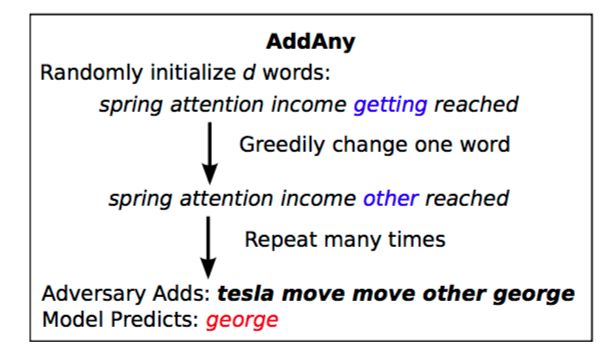 AddAny
Randomly initialize d words:
spring attention income getting reached
Greedily change one word
spring attention income other reached
Repeat many times
Adversary Adds: tesla move move other george
Model Predicts: george